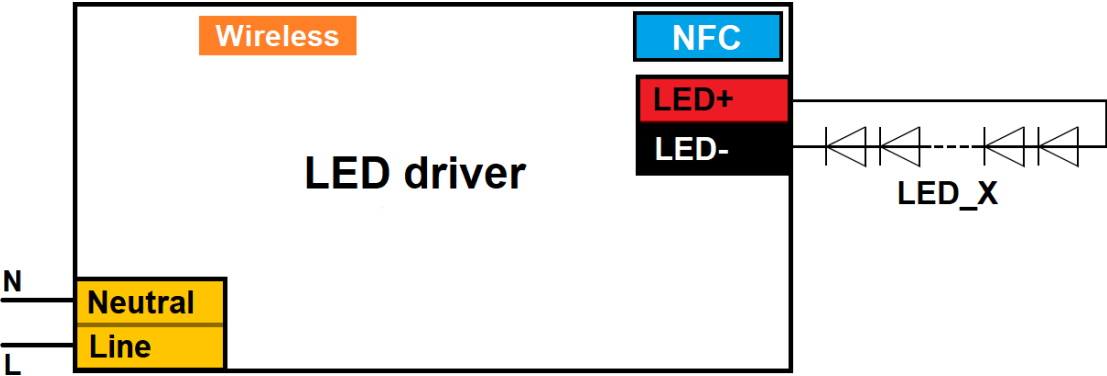 Wireless
NFC
LED+
LED-
LED driver
LED_X
N
Neutral
Line
L